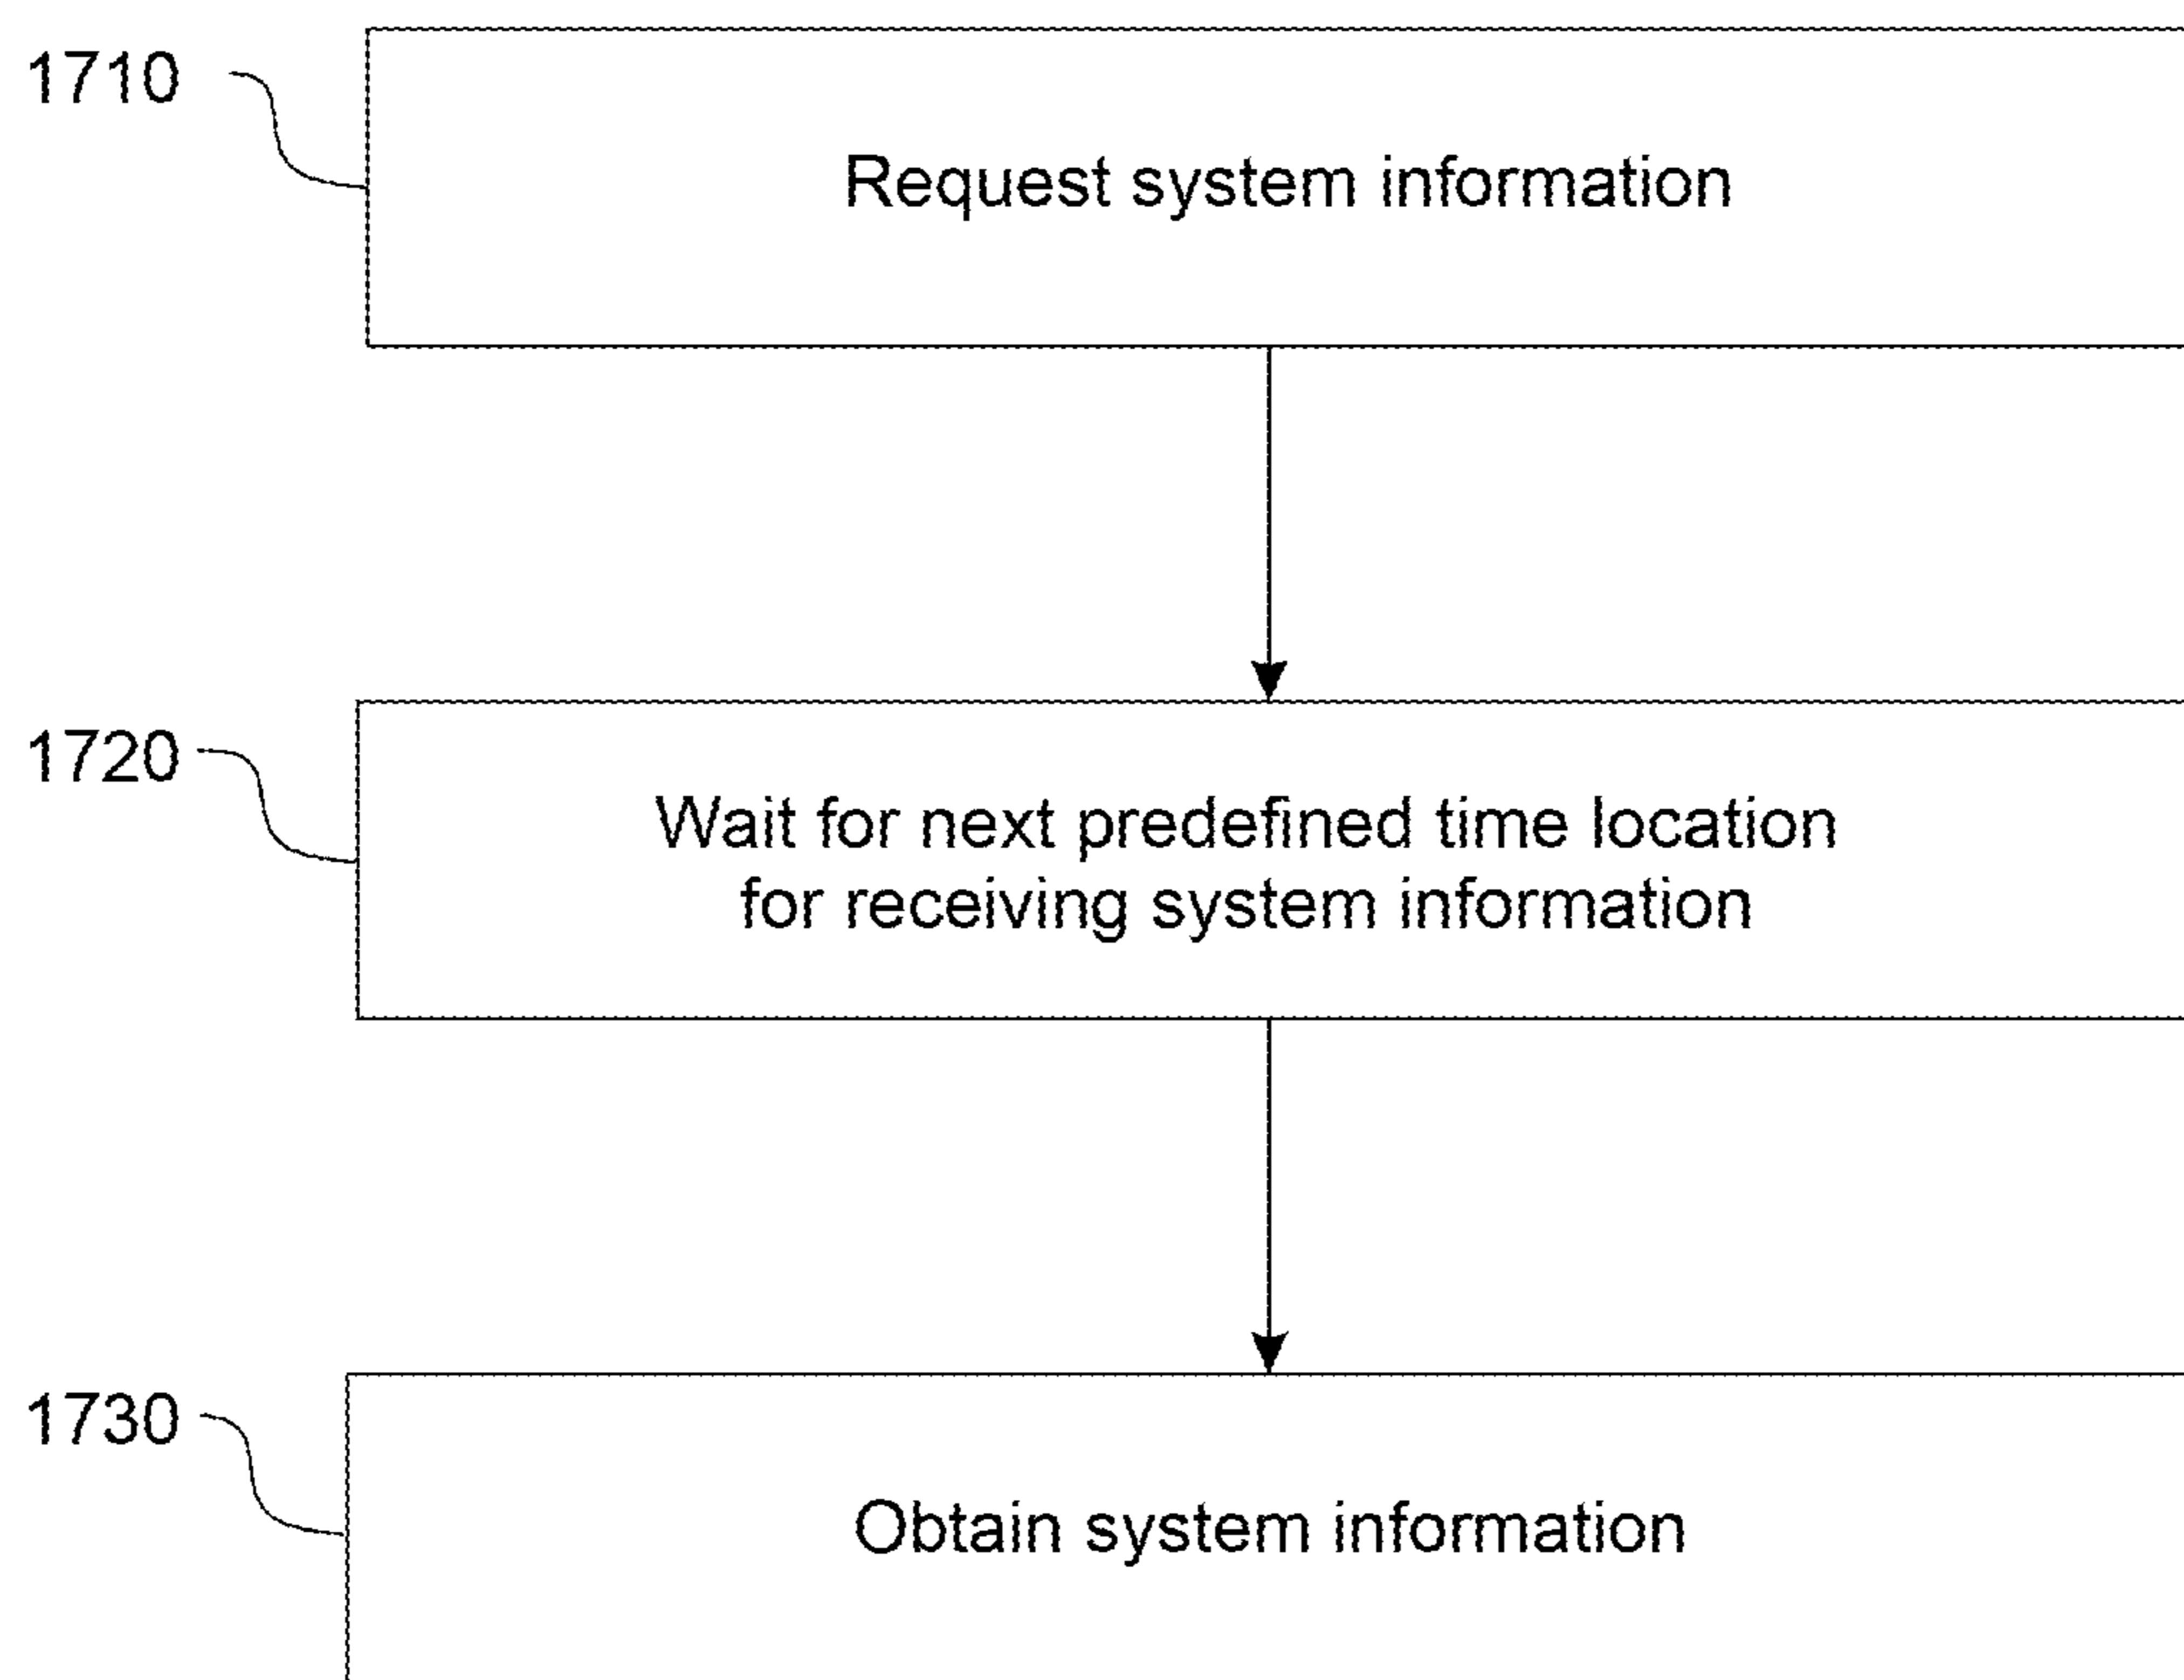 1710
Request system information
1720
Wait for next predefined time location
for receiving system information
1730
Obtain system information